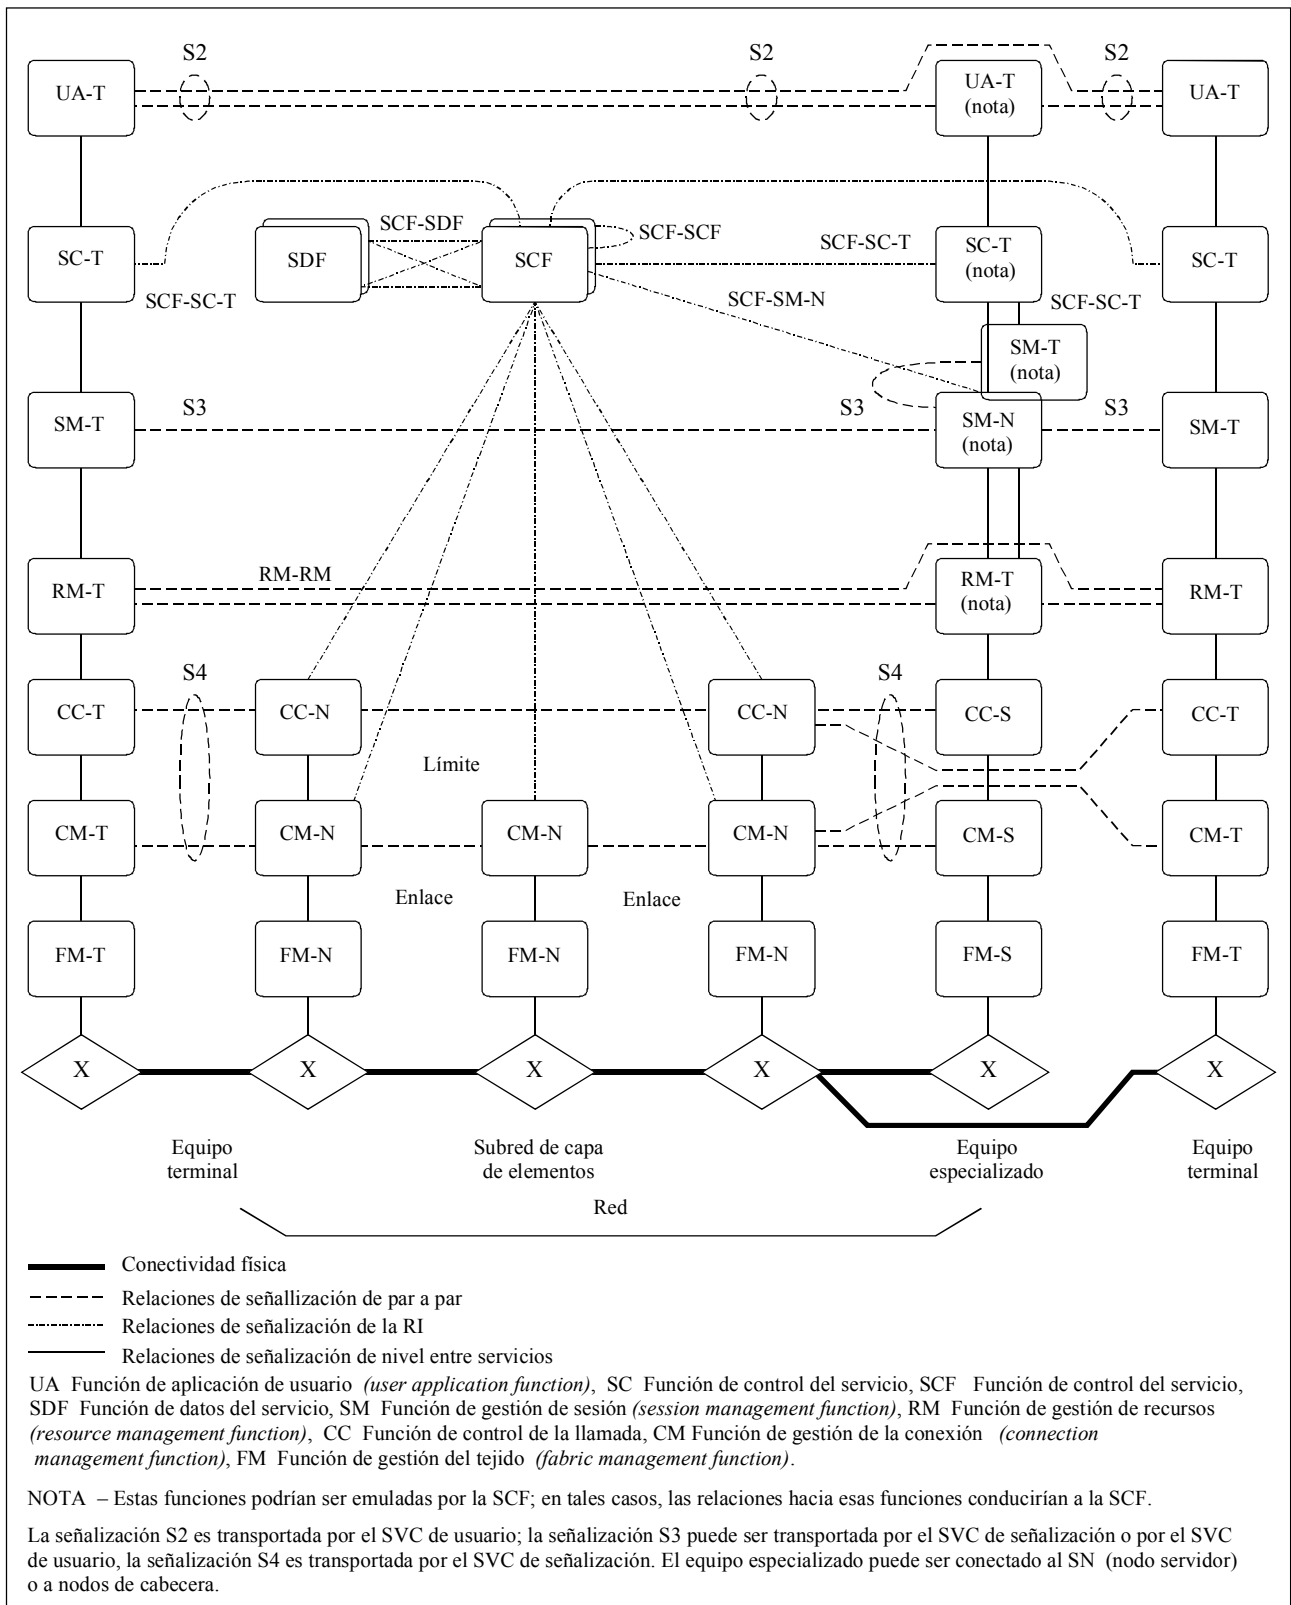 S2 S2 S2
UA-T UA-T UA-T
(nota)
SCF-SDF SCF-SCF
SC-T SDF SCF SCF-SC-T SC-T SC-T
(nota)
SCF-SC-T SCF-SM-N SCF-SC-T
SM-T
(nota)
S3 S3 S3
SM-T SM-N SM-T
(nota)
RM-RM
RM-T RM-T RM-T
(nota)
S4 S4
CC-T CC-N CC-N CC-S CC-T
Límite
CM-T CM-N CM-N CM-N CM-S CM-T
Enlace Enlace
FM-T FM-N FM-N FM-N FM-S FM-T
X X X X X X
Equipo Subred de capa Equipo Equipo
terminal de elementos especializado terminal
Red
Conectividad física
Relaciones de señallización de par a par
Relaciones de señalización de la RI
Relaciones de señalización de nivel entre servicios
UA Función de aplicación de usuario (user application function), SC Función de control del servicio, SCF Función de control del servicio,
SDF Función de datos del servicio, SM Función de gestión de sesión (session management function), RM Función de gestión de recursos
(resource management function), CC Función de control de la llamada, CM Función de gestión de la conexión (connection
management function), FM Función de gestión del tejido (fabric management function).
NOTA – Estas funciones podrían ser emuladas por la SCF; en tales casos, las relaciones hacia esas funciones conducirían a la SCF.
La señalización S2 es transportada por el SVC de usuario; la señalización S3 puede ser transportada por el SVC de señalización o por el SVC
de usuario, la señalización S4 es transportada por el SVC de señalización. El equipo especializado puede ser conectado al SN (nodo servidor)
o a nodos de cabecera.